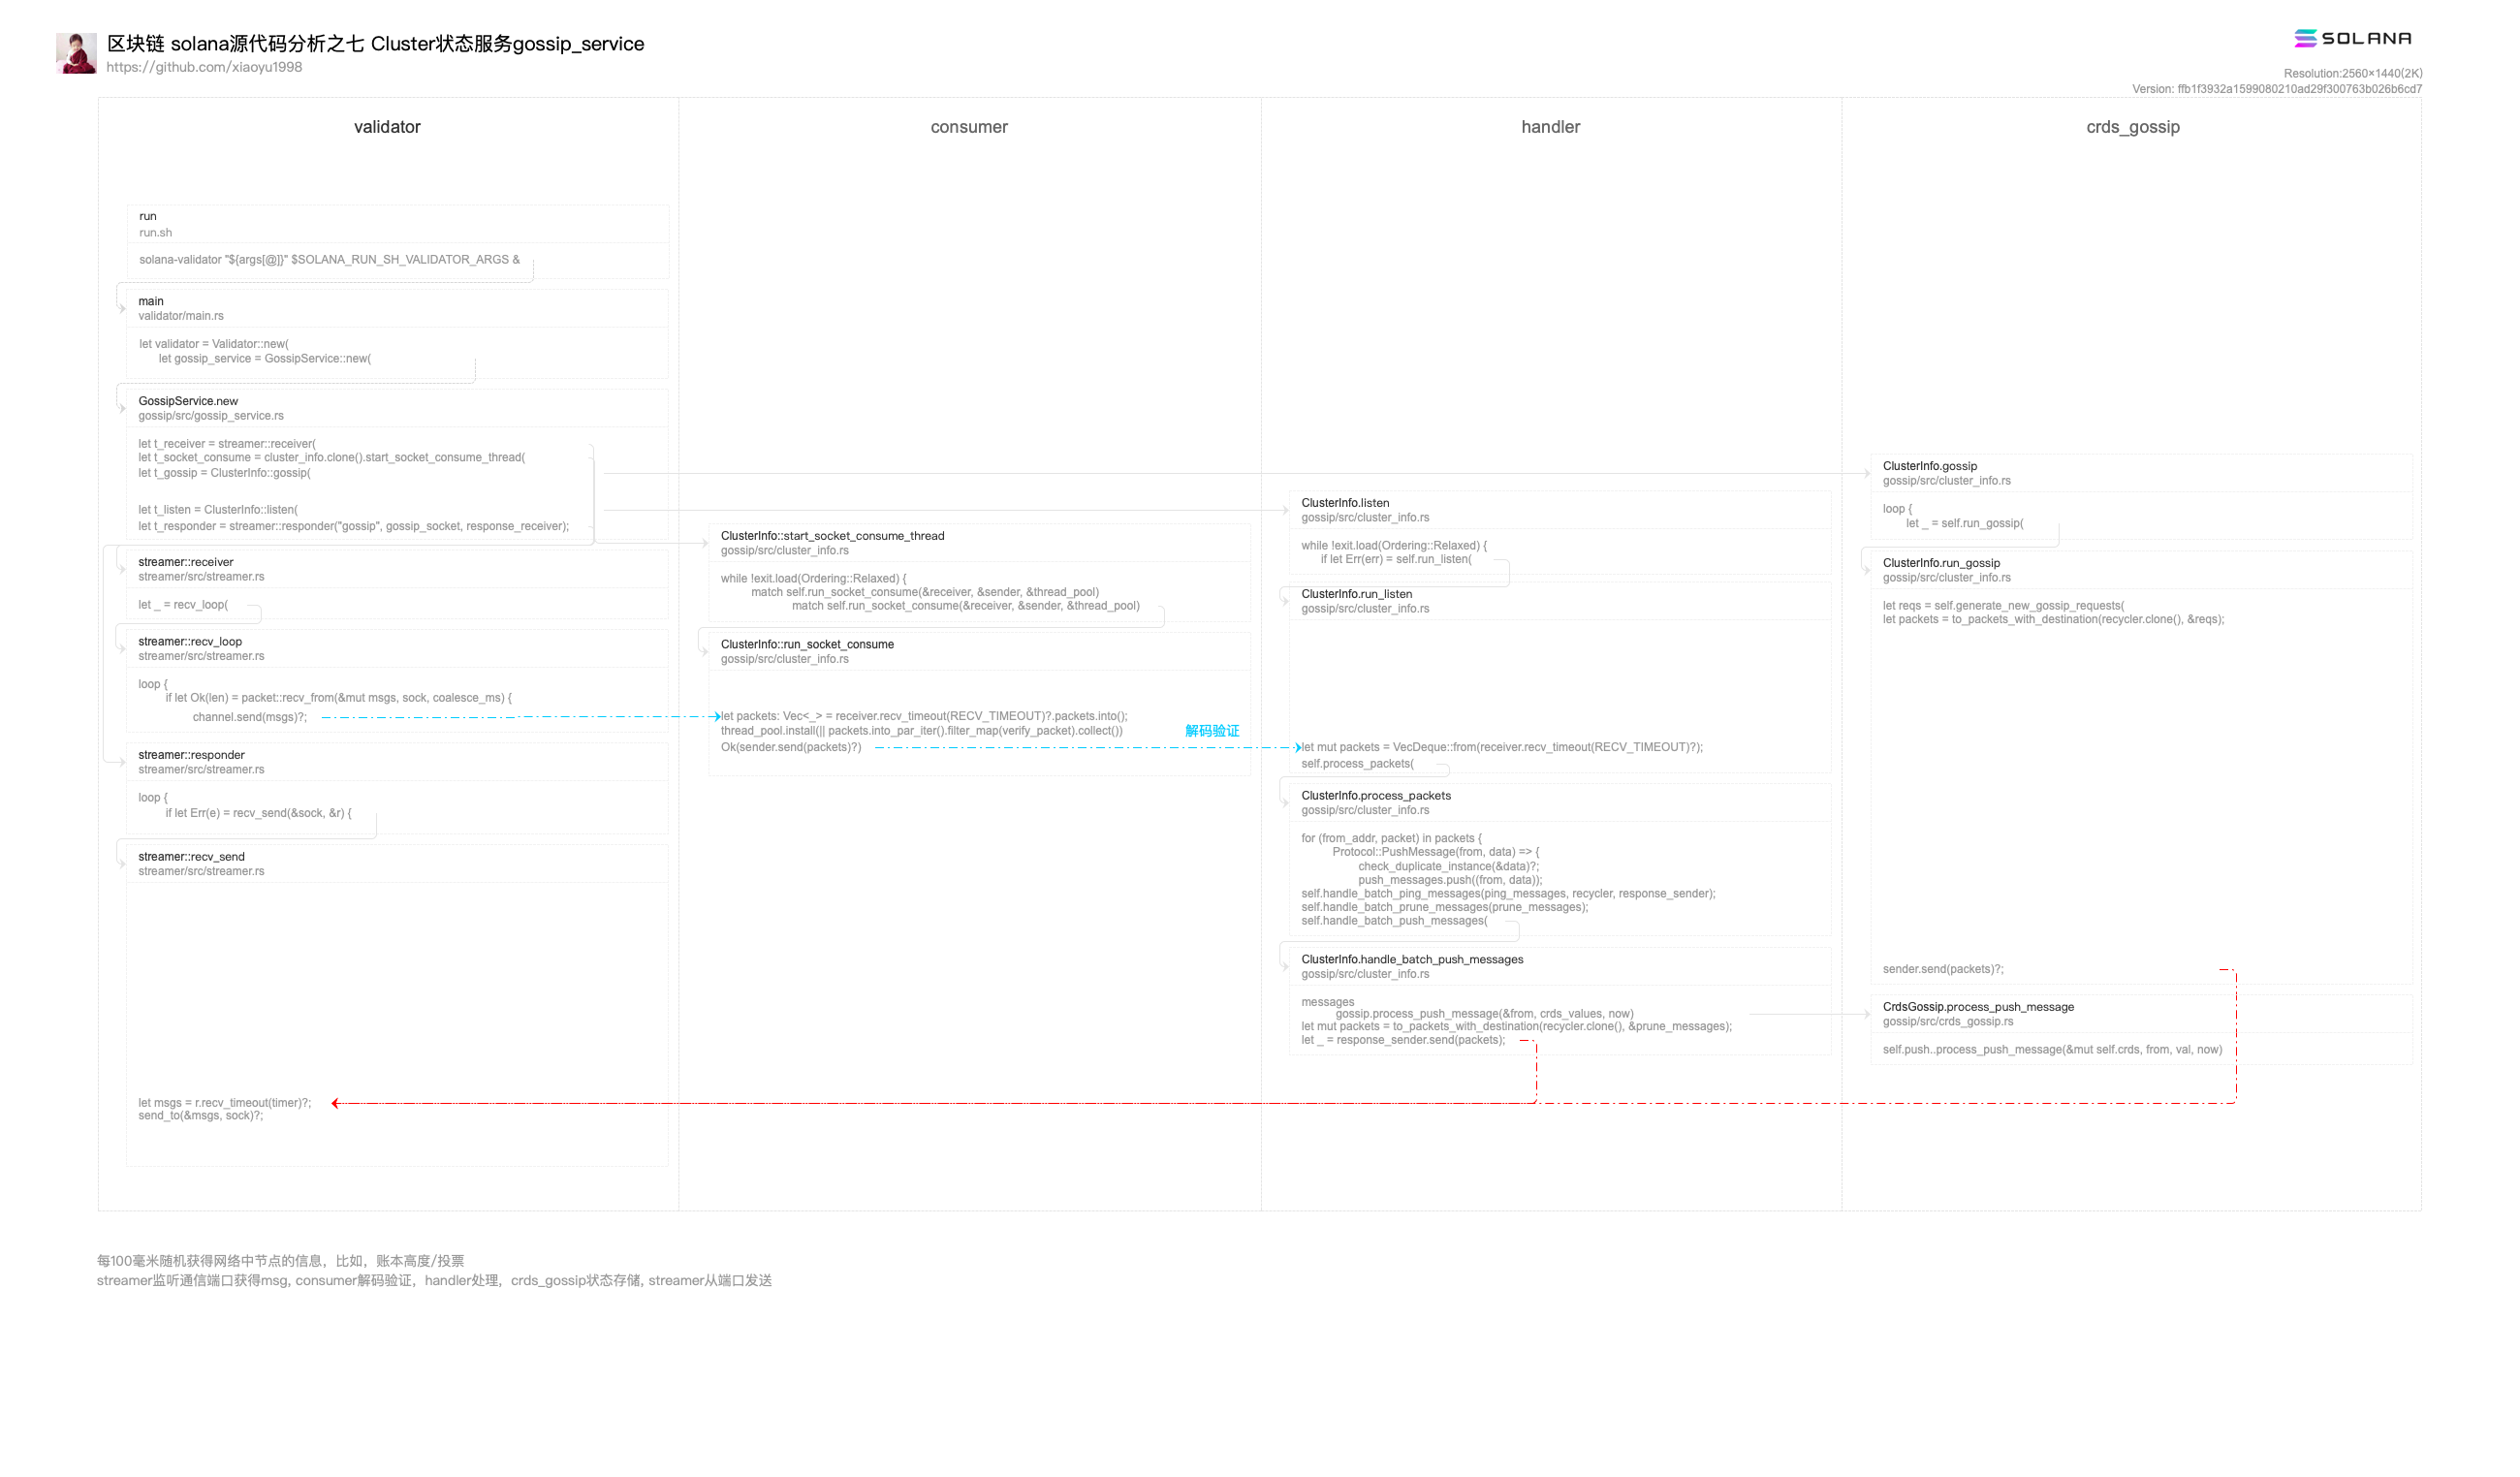 区块链 solana源代码分析之七 Cluster状态服务gossip_service
https://github.com/xiaoyu1998
SOLANA
Resolution:2560×1440(2K)
Version: ffb1f3932a1599080210ad29f300763b026b6cd7
validator
run
run.sh
solana-validator "${args[@]}" $SOLANA_RUN_SH_VALIDATOR_ARGS &
main
validator/main.rs
let validator = Validator::new(
let gossip_service = GossipService::new(
GossipService.new
gossip/src/gossip_service.rs
let t_receiver = streamer::receiver(
let t_socket_consume = cluster_info.clone().start_socket_consume_thread(
let t_gossip = ClusterInfo::gossip(
let t_listen = ClusterInfo::listen(
let t_responder = streamer::responder("gossip", gossip_socket, response_receiver);
streamer::receiver
streamer/src/streamer.rs
let _ = recv_loop(
streamer::recv_loop
streamer/src/streamer.rs
loop {
if let Ok(len) = packet::recv_from(&mut msgs, sock, coalesce_ms) {
channel.send(msgs)?;
streamer::responder
streamer/src/streamer.rs
loop {
if let Err(e) = recv_send(&sock, &r) {
streamer::recv_send
streamer/src/streamer.rs
let msgs = r.recv_timeout(timer)?;
send_to(&msgs, sock)?;
consumer
ClusterInfo::start_socket_consume_thread
gossip/src/cluster_info.rs
while !exit.load(Ordering::Relaxed) {
match self.run_socket_consume(&receiver, &sender, &thread_pool)
match self.run_socket_consume(&receiver, &sender, &thread_pool)
ClusterInfo::run_socket_consume
gossip/src/cluster_info.rs
let packets: Vec<_> = receiver.recv_timeout(RECV_TIMEOUT)?.packets.into();
thread_pool.install(|| packets.into_par_iter().filter_map(verify_packet).collect())
解码验证
Ok(sender.send(packets)?)
handler
ClusterInfo.listen
gossip/src/cluster_info.rs
while !exit.load(Ordering::Relaxed) {
if let Err(err) = self.run_listen(
ClusterInfo.run_listen
gossip/src/cluster_info.rs
let mut packets = VecDeque::from(receiver.recv_timeout(RECV_TIMEOUT)?);
self.process_packets(
ClusterInfo.process_packets
gossip/src/cluster_info.rs
for (from_addr, packet) in packets {
Protocol::PushMessage(from, data) => {
check_duplicate_instance(&data)?;
push_messages.push((from, data));
self.handle_batch_ping_messages(ping_messages, recycler, response_sender);
self.handle_batch_prune_messages(prune_messages);
self.handle_batch_push_messages(
ClusterInfo.handle_batch_push_messages
gossip/src/cluster_info.rs
messages
gossip.process_push_message(&from, crds_values, now)
let mut packets = to_packets_with_destination(recycler.clone(), &prune_messages);
let _ = response_sender.send(packets);
crds_gossip
ClusterInfo.gossip
gossip/src/cluster_info.rs
loop {
let _ = self.run_gossip(
ClusterInfo.run_gossip
gossip/src/cluster_info.rs
let reqs = self.generate_new_gossip_requests(
let packets = to_packets_with_destination(recycler.clone(), &reqs);
sender.send(packets)?;
CrdsGossip.process_push_message
gossip/src/crds_gossip.rs
self.push..process_push_message(&mut self.crds, from, val, now)
每100毫米随机获得网络中节点的信息，比如，账本高度/投票
streamer监听通信端口获得msg, consumer解码验证，handler处理，crds_gossip状态存储, streamer从端口发送